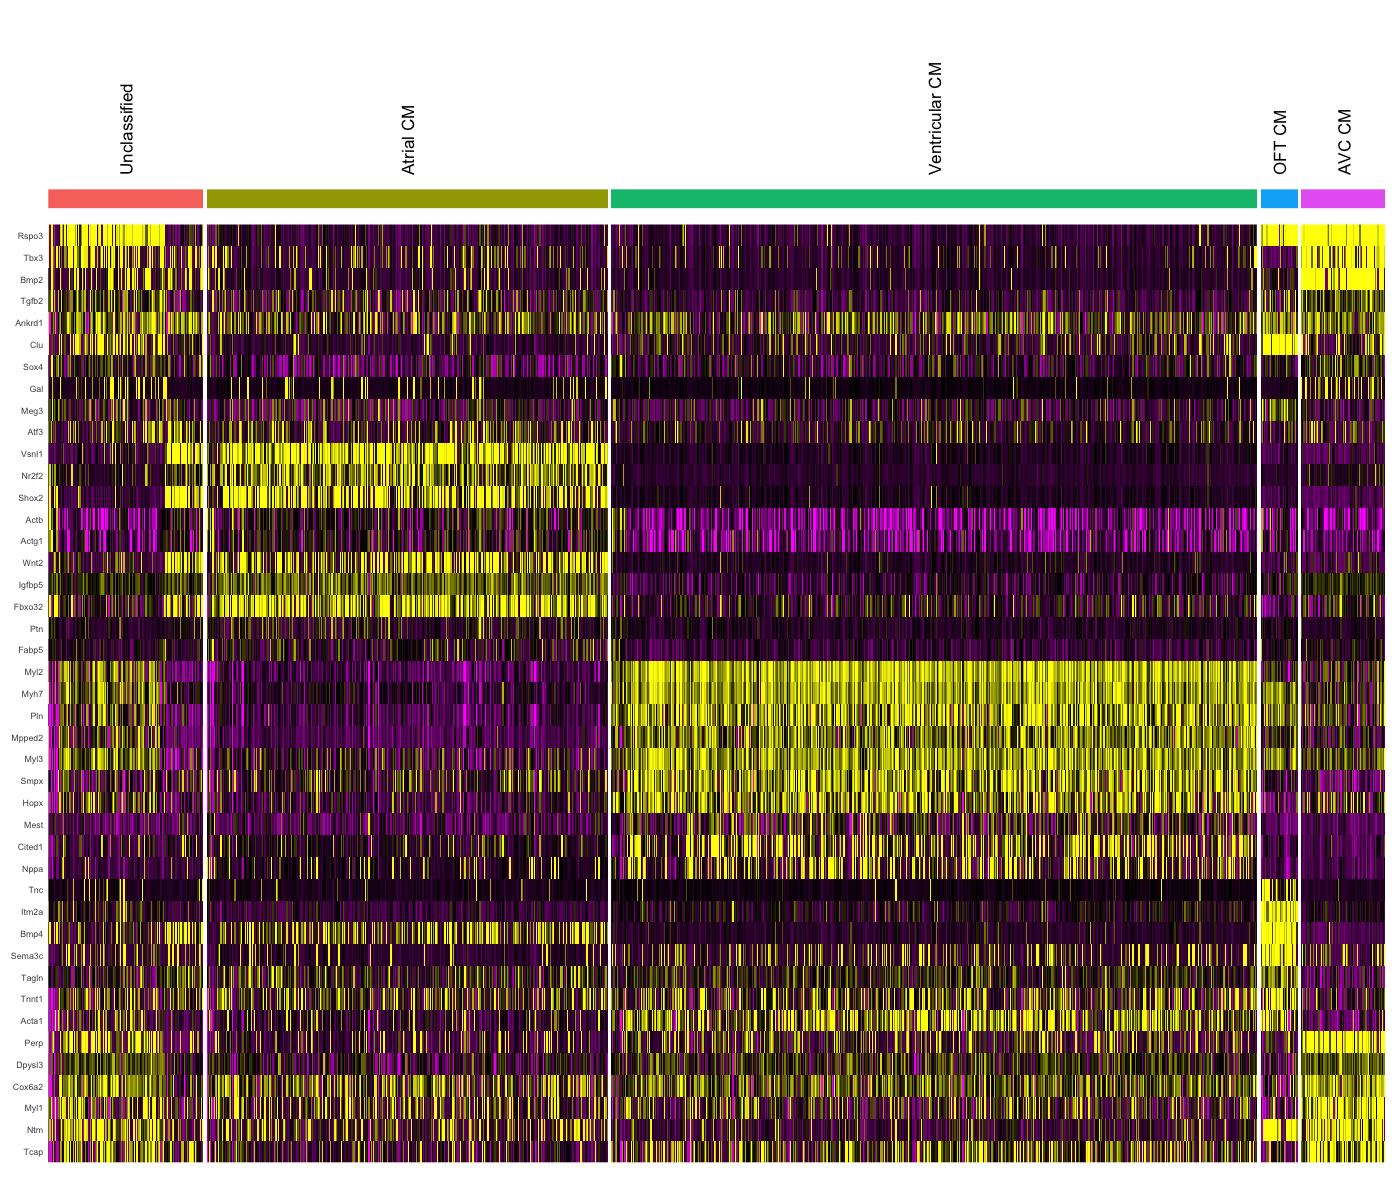 Unclassified
Atrial CM
Ventricular CM
OFT CM
AVC CM
Rspo3
Tbx3
Bmp2
Tgfb2
Ankrd1
Clu
Sox4
Gal
Meg3
Atf3
Vsnl1
Nr2f2
Shox2
Actb
Actg1
Wnt2
Igfbp5
Fbxo32
Ptn
Fabp5
Myl2
Myh7
Pln
Mpped2
Myl3
Smpx
Hopx
Mest
Cited1
Nppa
Tnc
Itm2a
Bmp4
Sema3c
Tagln
Tnnt1
Acta1
Perp
Dpysl3
Cox6a2
Myl1
Ntm
Tcap